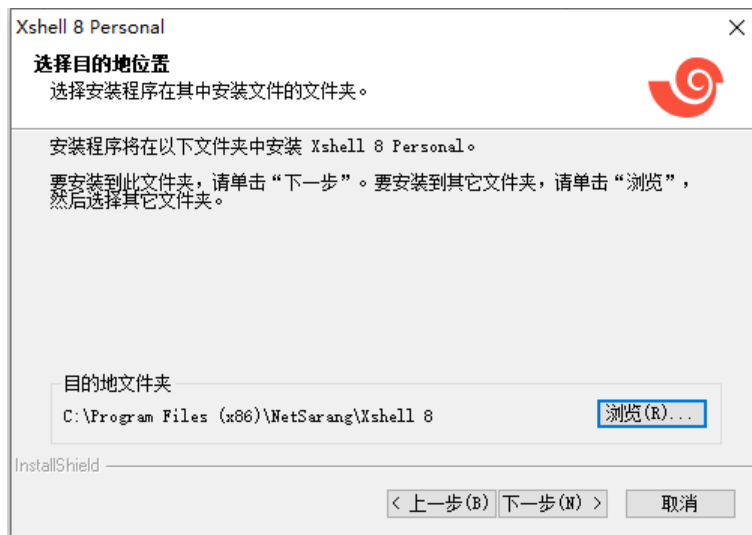 Xshell 8 Personal
选择目的地位置
选择安装程序在其中安装文件的文件夹。
安装程序将在以下文件夹中安装 Xshell 8 Personal。
要安装到此文件夹，请单击“下一步”。要安装到其它文件夹，请单击“浏览”，
然后选择其它文件夹。
目的地文件夹
C:\Program Files (x86)\NetSarang\Xshell 8
浏览(R)...
InstallShield
< 上一步(B) 下一步(N) > 取消